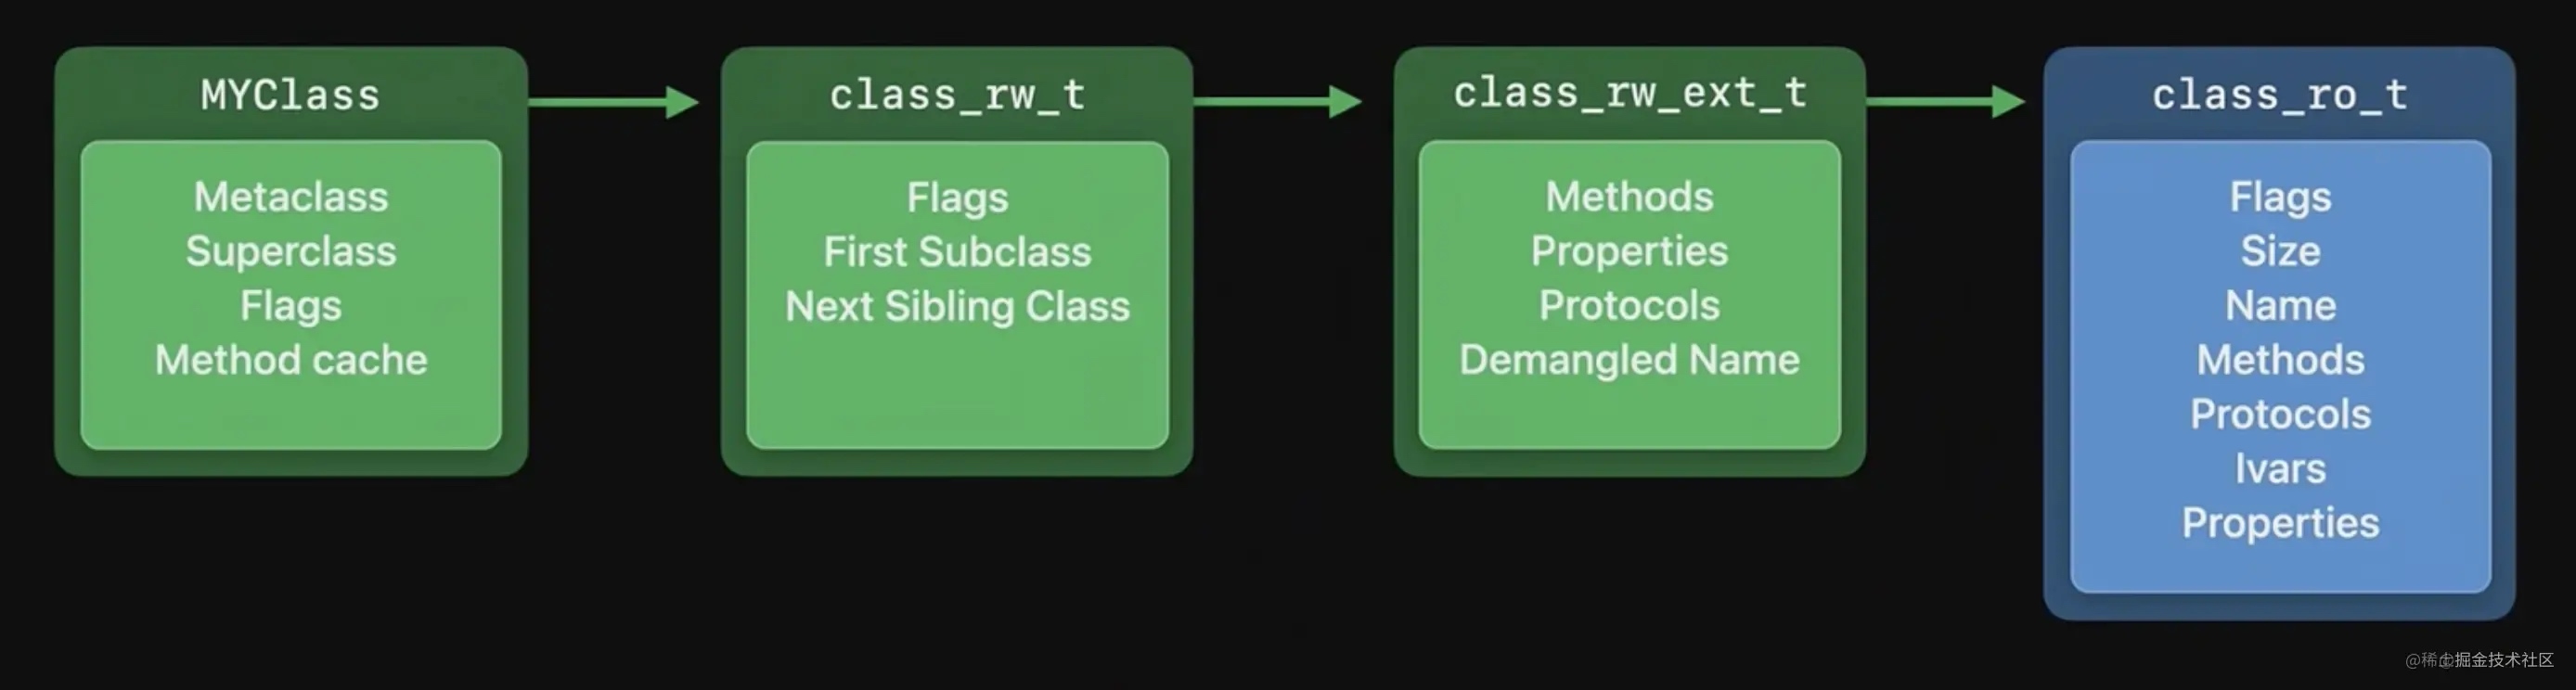 MYClass
Metaclass
Superclass
Flags
Method cache
class_rw_t
Flags
First Subclass
Next Sibling Class
class_rw_ext_t
Methods
Properties
Protocols
Demangled Name
class_ro_t
Flags
Size
Name
Methods
Protocols
Ivars
Properties
@稀土掘金技术社区